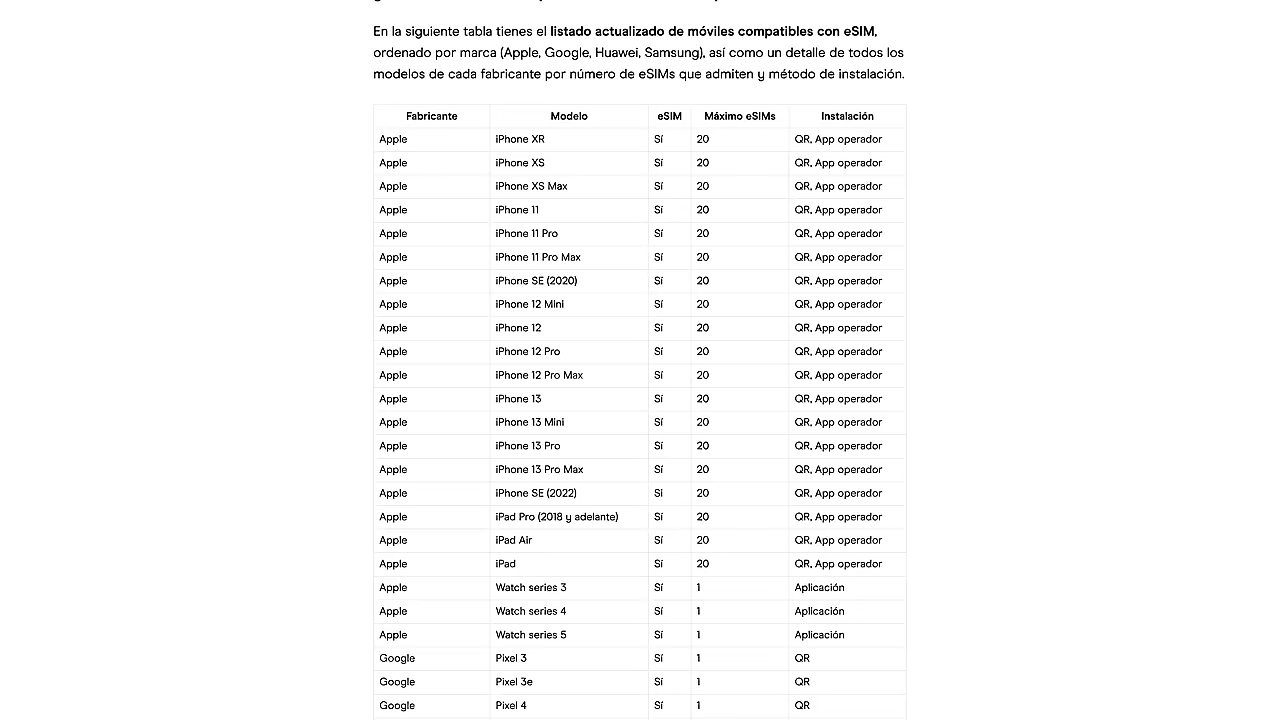 En la siguiente tabla tienes el listado actualizado de móviles compatibles con eSIM,
ordenado por marca (Apple, Google, Huawei, Samsung), así como un detalle de todos los
modelos de cada fabricante por número de eSIMs que admiten y método de instalación.
Fabricante Modelo eSIM Máximo eSIMs Instalación
Apple iPhone XR Sí 20 QR, App operador
Apple iPhone XS Sí 20 QR, App operador
Apple iPhone XS Max Sí 20 QR, App operador
Apple iPhone 11 Sí 20 QR, App operador
Apple iPhone 11 Pro Sí 20 QR, App operador
Apple iPhone 11 Pro Max Sí 20 QR, App operador
Apple iPhone SE (2020) Sí 20 QR, App operador
Apple iPhone 12 Mini Sí 20 QR, App operador
Apple iPhone 12 Sí 20 QR, App operador
Apple iPhone 12 Pro Sí 20 QR, App operador
Apple iPhone 12 Pro Max Sí 20 QR, App operador
Apple iPhone 13 Sí 20 QR, App operador
Apple iPhone 13 Mini Sí 20 QR, App operador
Apple iPhone 13 Pro Sí 20 QR, App operador
Apple iPhone 13 Pro Max Sí 20 QR, App operador
Apple iPhone SE (2022) Sí 20 QR, App operador
Apple iPad Pro (2018 y adelante) Sí 20 QR, App operador
Apple iPad Air Sí 20 QR, App operador
Apple iPad Sí 20 QR, App operador
Apple Watch series 3 Sí 1 Aplicación
Apple Watch series 4 Sí 1 Aplicación
Apple Watch series 5 Sí 1 Aplicación
Google Pixel 3 Sí 1 QR
Google Pixel 3e Sí 1 QR
Google Pixel 4 Sí 1 QR